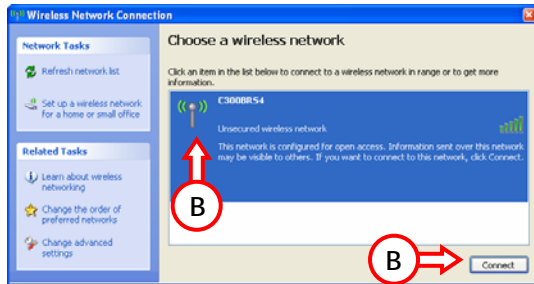 Wireless Network Connection
Network Tasks
Refresh network list
Set up a wireless network
for a home or small office
Related Tasks
Learn about wireless
networking
Change the order of
preferred networks
Change advanced
settings
Choose a wireless network
Click an item in the list below to connect to a wireless network in range or to get more
information.
C300BR54
Unsecured wireless network
This network is configured for open access. Information sent over this network
may be visible to others. If you want to connect to this network, click Connect.
B
B
Connect